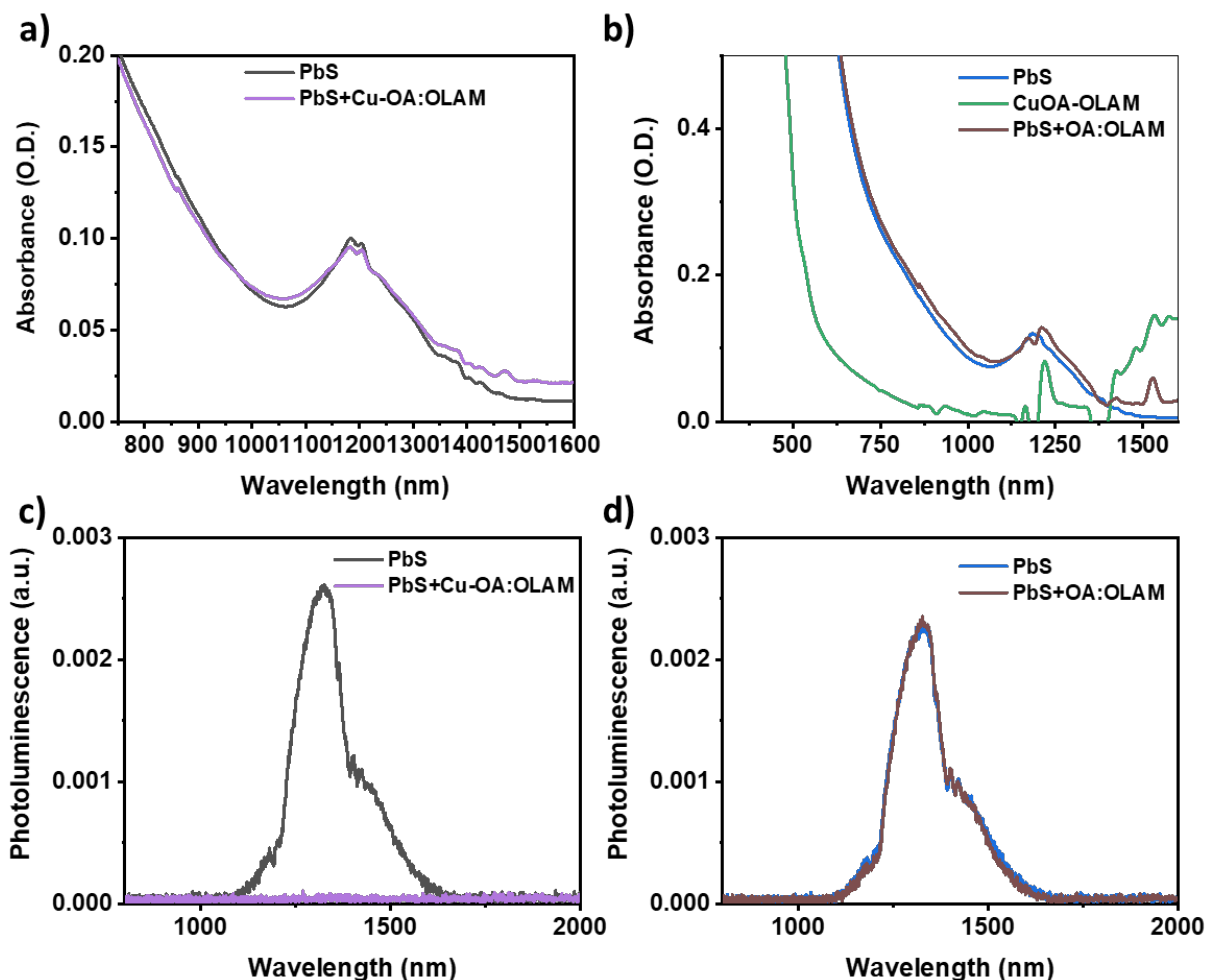 a)
0.20
0.15
0.10
0.05
0.00
Absorbance (O.D.)
PbS
PbS+Cu-OA:OLAM
800 900 1000 1100 1200 1300 1400 1500 1600
Wavelength (nm)
b)
0.4
0.2
0.0
Absorbance (O.D.)
PbS
CuOA-OLAM
PbS+OA:OLAM
500 750 1000 1250 1500
Wavelength (nm)
c)
0.003
0.002
0.001
0.000
Photoluminescence (a.u.)
PbS
PbS+Cu-OA:OLAM
1000 1500 2000
Wavelength (nm)
d)
0.003
0.002
0.001
0.000
Photoluminescence (a.u.)
PbS
PbS+OA:OLAM
1000 1500 2000
Wavelength (nm)